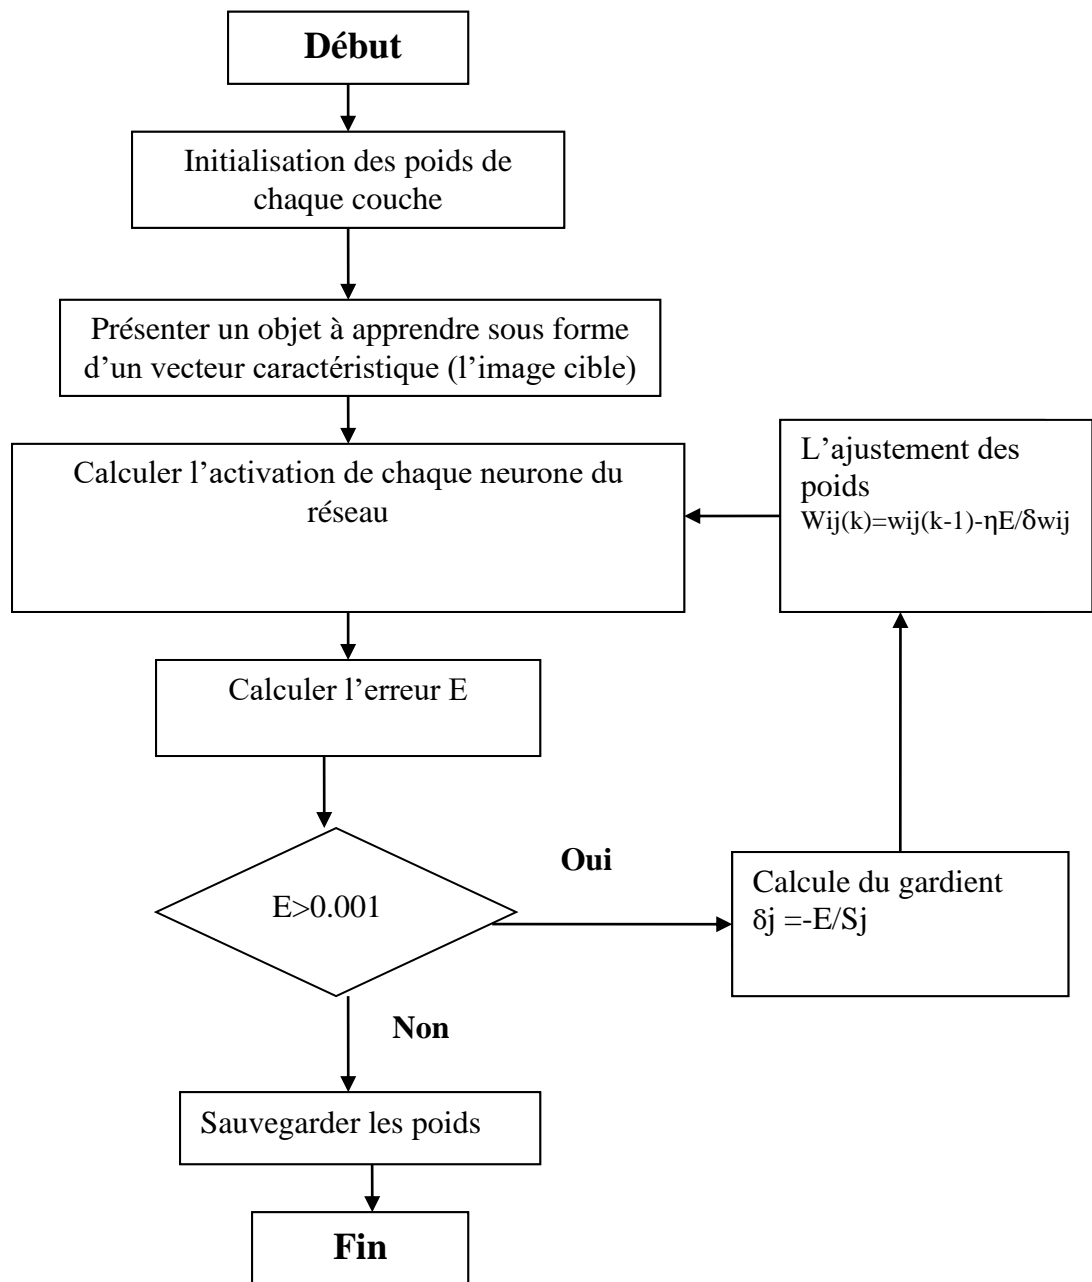 Début
Initialisation des poids de
chaque couche
Présenter un objet à apprendre sous forme
d’un vecteur caractéristique (l’image cible)
Calculer l’activation de chaque neurone du
réseau
L’ajustement des
poids
Wij(k)=wij(k-1)-ηE/δwij
Calculer l’erreur E
E>0.001
Oui
Calcule du gardient
δj =-E/Sj
Non
Sauvegarder les poids
Fin